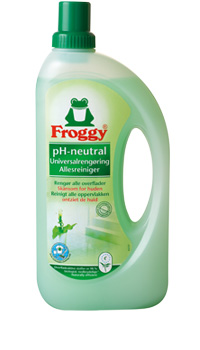 Froggy
pH-neutral
Universalrengøring
Allesreiniger
Rengør alle overflader
Skånsom for huden
Reinigt alle oppervlakken
ontziet de huid